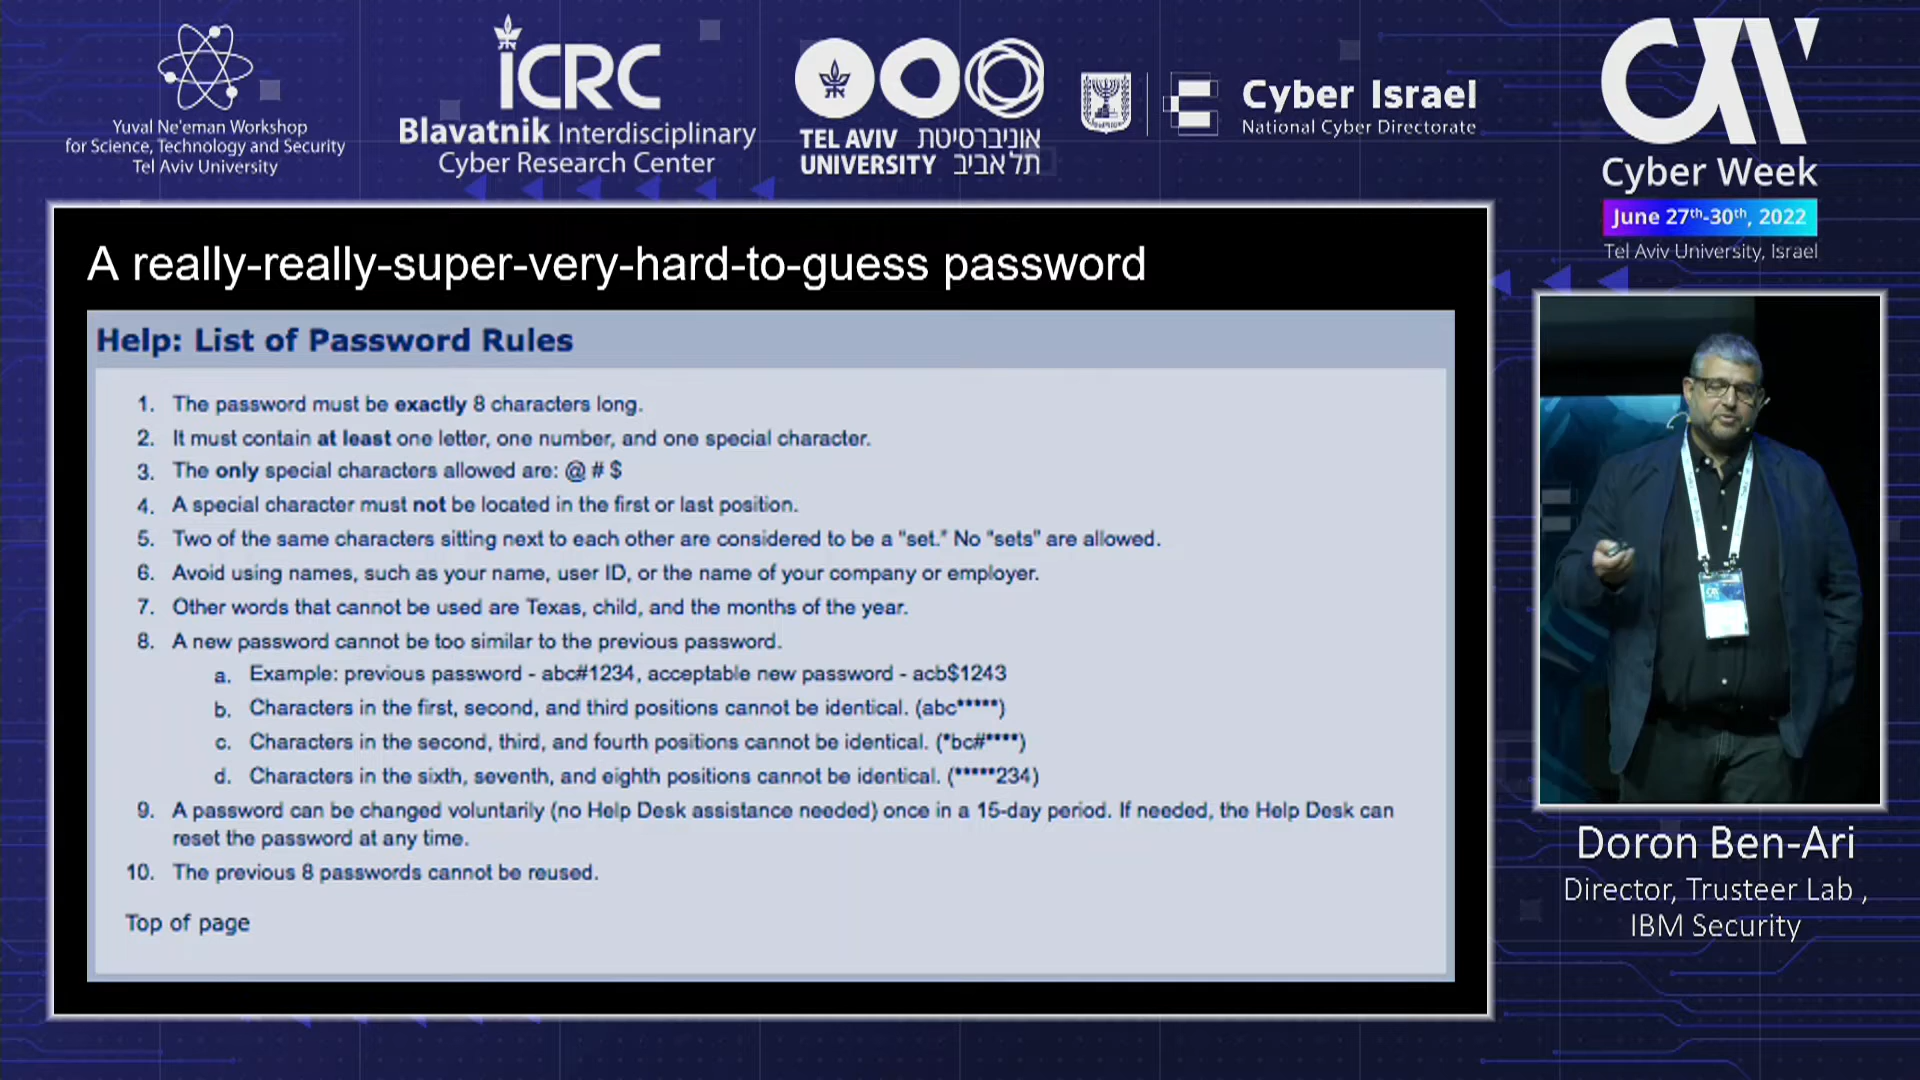 Yuval Ne'eman Workshop
for Science, Technology and Security
Tel Aviv University
ICRC
Blavatnik Interdisciplinary
Cyber Research Center
TEL AVIV אוניברסיטת
UNIVERSITY תל אביב
Cyber Israel
National Cyber Directorate
Cyber Week
June 27th-30th, 2022
Tel Aviv University, Israel
A really-really-super-very-hard-to-guess password
Help: List of Password Rules
1. The password must be exactly 8 characters long.
2. It must contain at least one letter, one number, and one special character.
3. The only special characters allowed are: @ # $
4. A special character must not be located in the first or last position.
5. Two of the same characters sitting next to each other are considered to be a "set." No "sets" are allowed.
6. Avoid using names, such as your name, user ID, or the name of your company or employer.
7. Other words that cannot be used are Texas, child, and the months of the year.
8. A new password cannot be too similar to the previous password.
a. Example: previous password - abc#1234, acceptable new password - acb$1243
b. Characters in the first, second, and third positions cannot be identical. (abc*****)
c. Characters in the second, third, and fourth positions cannot be identical. (*bc#****)
d. Characters in the sixth, seventh, and eighth positions cannot be identical. (*****234)
9. A password can be changed voluntarily (no Help Desk assistance needed) once in a 15-day period. If needed, the Help Desk can
reset the password at any time.
10. The previous 8 passwords cannot be reused.
Top of page
Doron Ben-Ari
Director, Trusteer Lab ,
IBM Security